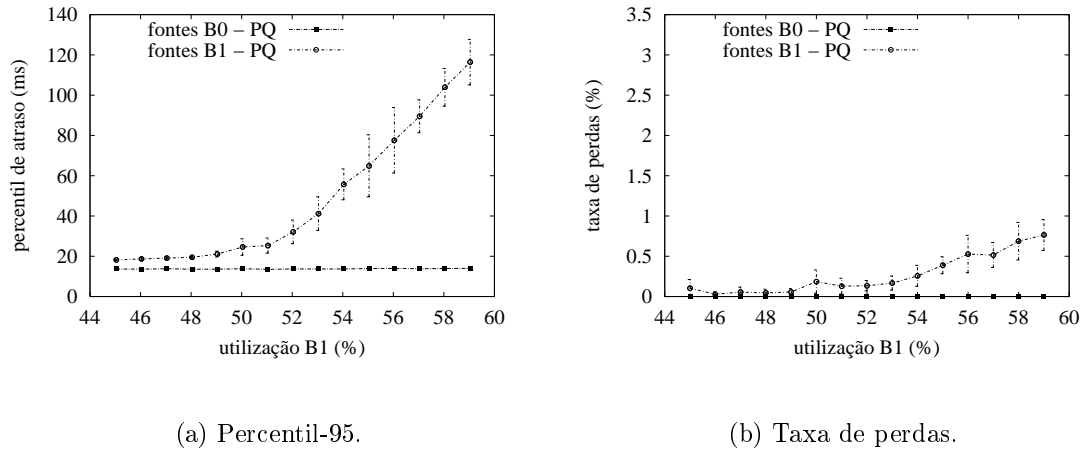 fontes B0 – PQ
fontes B1 – PQ
140
120
100
80
60
40
20
0
percentil de atraso (ms)
44 46 48 50 52 54 56 58 60
utilização B1 (%)
(a) Percentil-95.
fontes B0 – PQ
fontes B1 – PQ
3.5
3
2.5
2
1.5
1
0.5
0
taxa de perdas (%)
44 46 48 50 52 54 56 58 60
utilização B1 (%)
(b) Taxa de perdas.